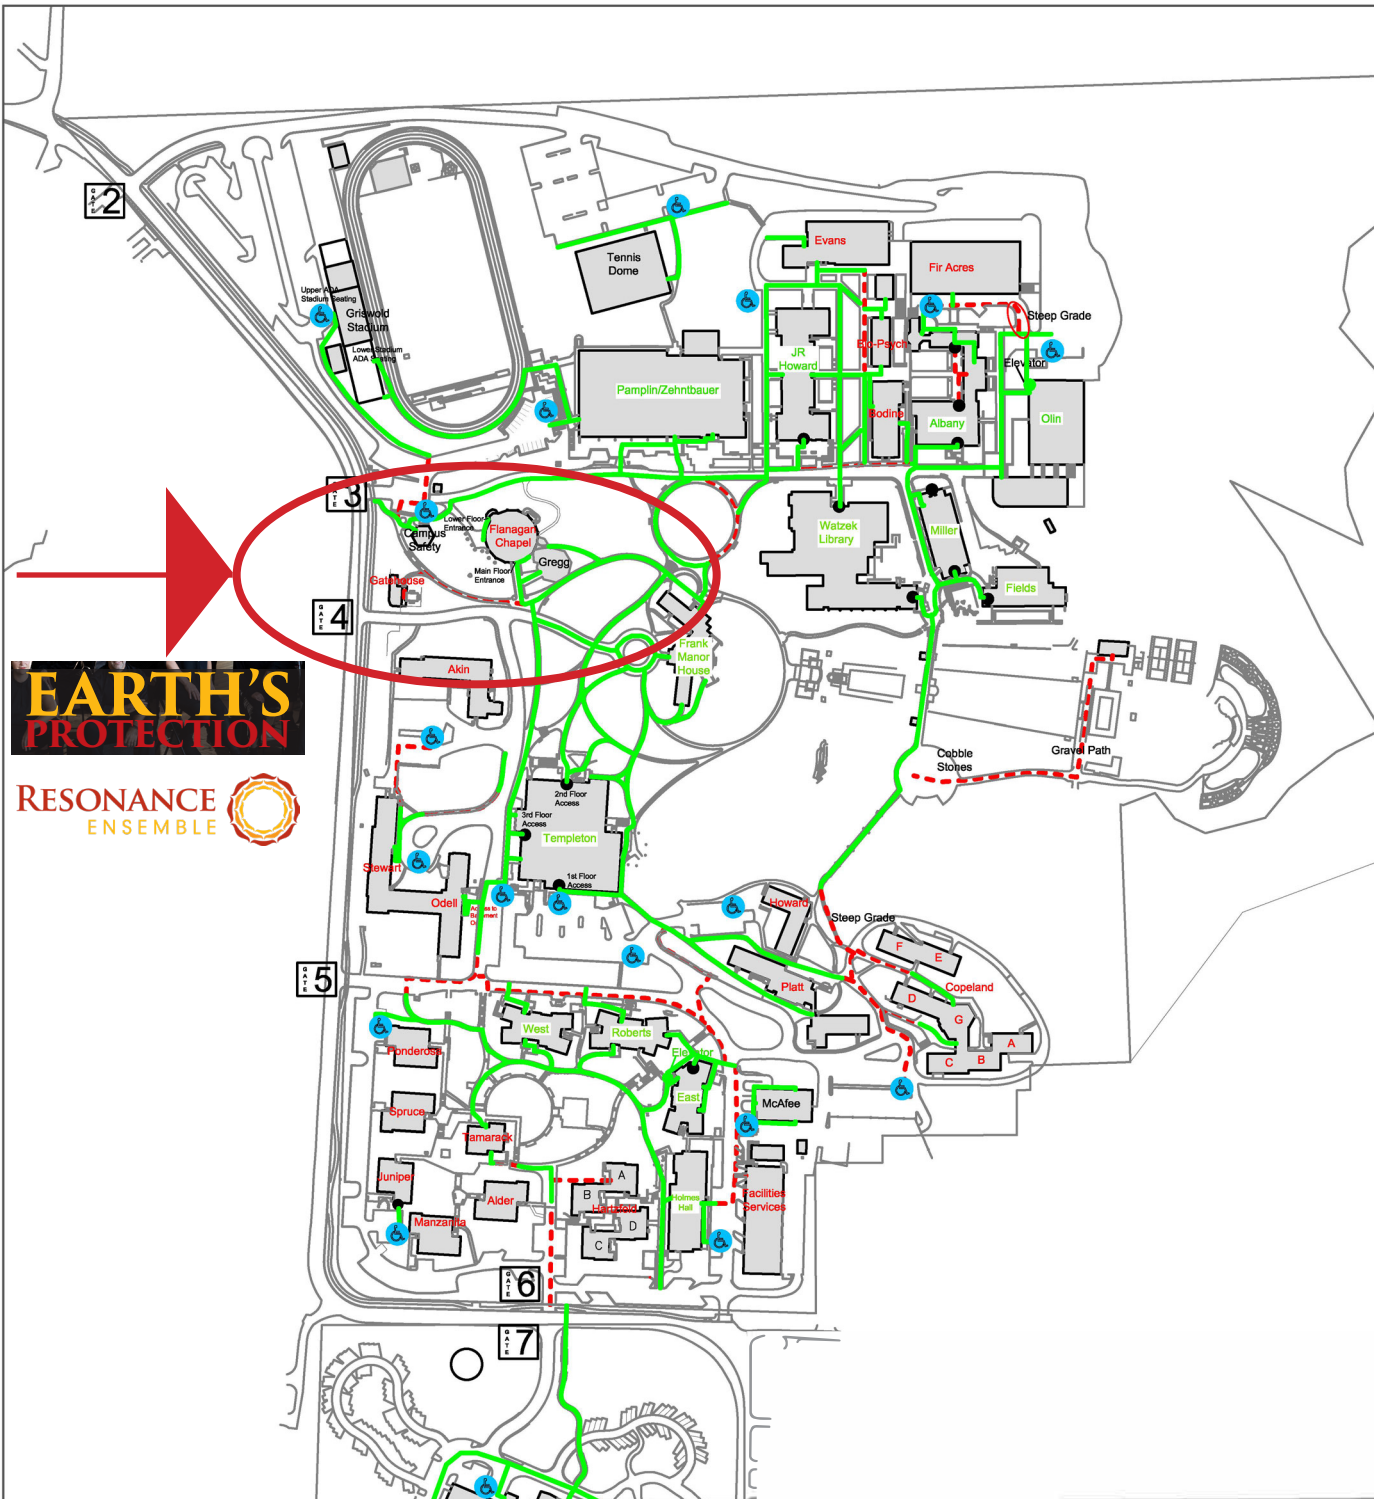 GATE 2
Tennis
Dome
Evans
Fir Acres
Upper ADA
Stadium Seating
Griswold
Stadium
Lower Stadium
ADA Seating
Steep Grade
Elevator
JR
Howard
Bio-Psych
Pamplin/Zehntbauer
Bodine
Albany
Olin
GATE 3
Lower Floor
Entrance
Flanagan
Chapel
Campus
Safety
Gregg
Main Floor
Entrance
Gatehouse
GATE 4
Watzek
Library
Miller
Fields
Frank
Manor
House
Akin
EARTH'S
PROTECTION
RESONANCE
ENSEMBLE
Cobble
Stones
Gravel Path
2nd Floor
Access
3rd Floor
Access
Templeton
1st Floor
Access
Stewart
Odell
Access to
Basement
Howard
Steep Grade
F
E
Copeland
D
G
A
B
C
Platt
GATE 5
West
Roberts
Elevator
East
McAfee
Ponderosa
Spruce
Tamarack
Juniper
Alder
Manzanita
A
B
Hartzfeld
D
C
Holmes
Hall
Facilities
Services
GATE 6
GATE 7